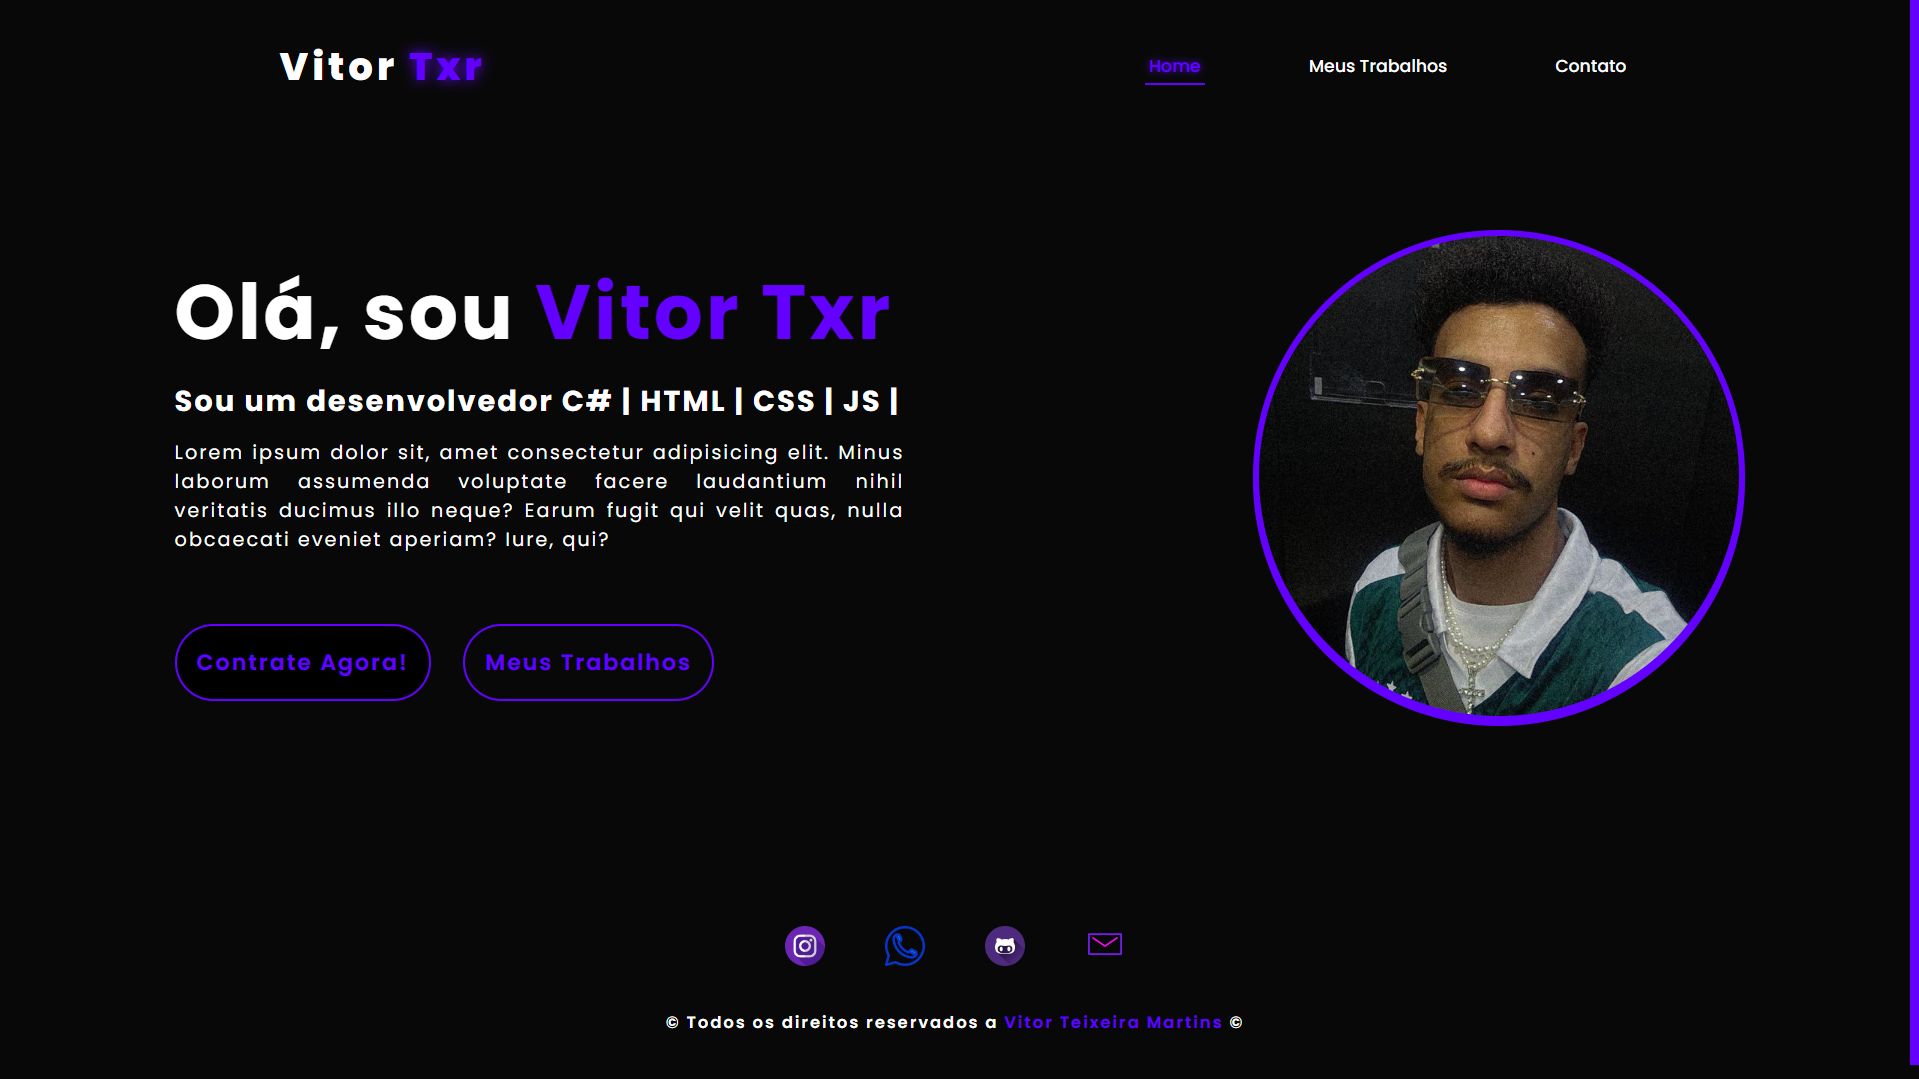 Vitor Txr
Home
Meus Trabalhos
Contato
Olá, sou Vitor Txr
Sou um desenvolvedor C# | HTML | CSS | JS |
Lorem ipsum dolor sit, amet consectetur adipisicing elit. Minus
laborum assumenda voluptate facere laudantium nihil
veritatis ducimus illo neque? Earum fugit qui velit quas, nulla
obcaecati eveniet aperiam? Iure, qui?
Contrate Agora!
Meus Trabalhos
© Todos os direitos reservados a Vitor Teixeira Martins ©